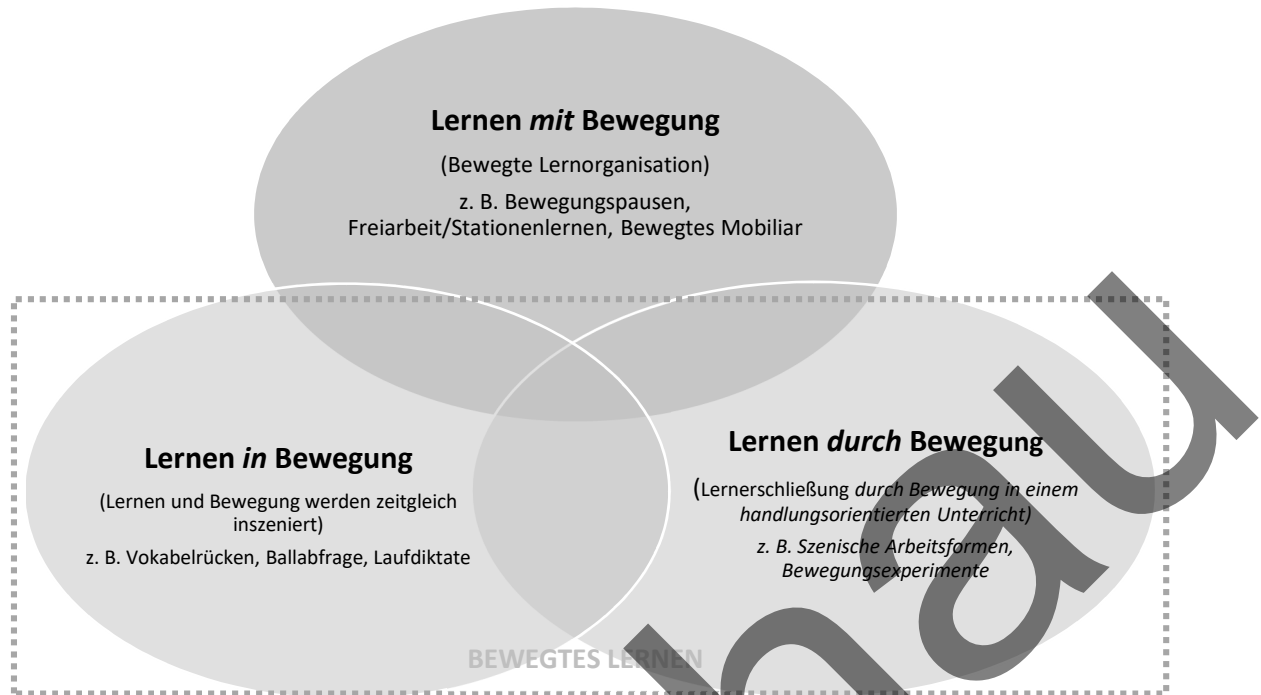 Lernen mit Bewegung
(Bewegte Lernorganisation)
z. B. Bewegungspausen,
Freiarbeit/Stationenlernen, Bewegtes Mobiliar
Lernen in Bewegung
(Lernen und Bewegung werden zeitgleich
inszeniert)
z. B. Vokabelrücken, Ballabfrage, Laufdiktate
Lernen durch Bewegung
(Lernerschließung durch Bewegung in einem
handlungsorientierten Unterricht)
z. B. Szenische Arbeitsformen,
Bewegungsexperimente
BEWEGTES LERNEN
hau